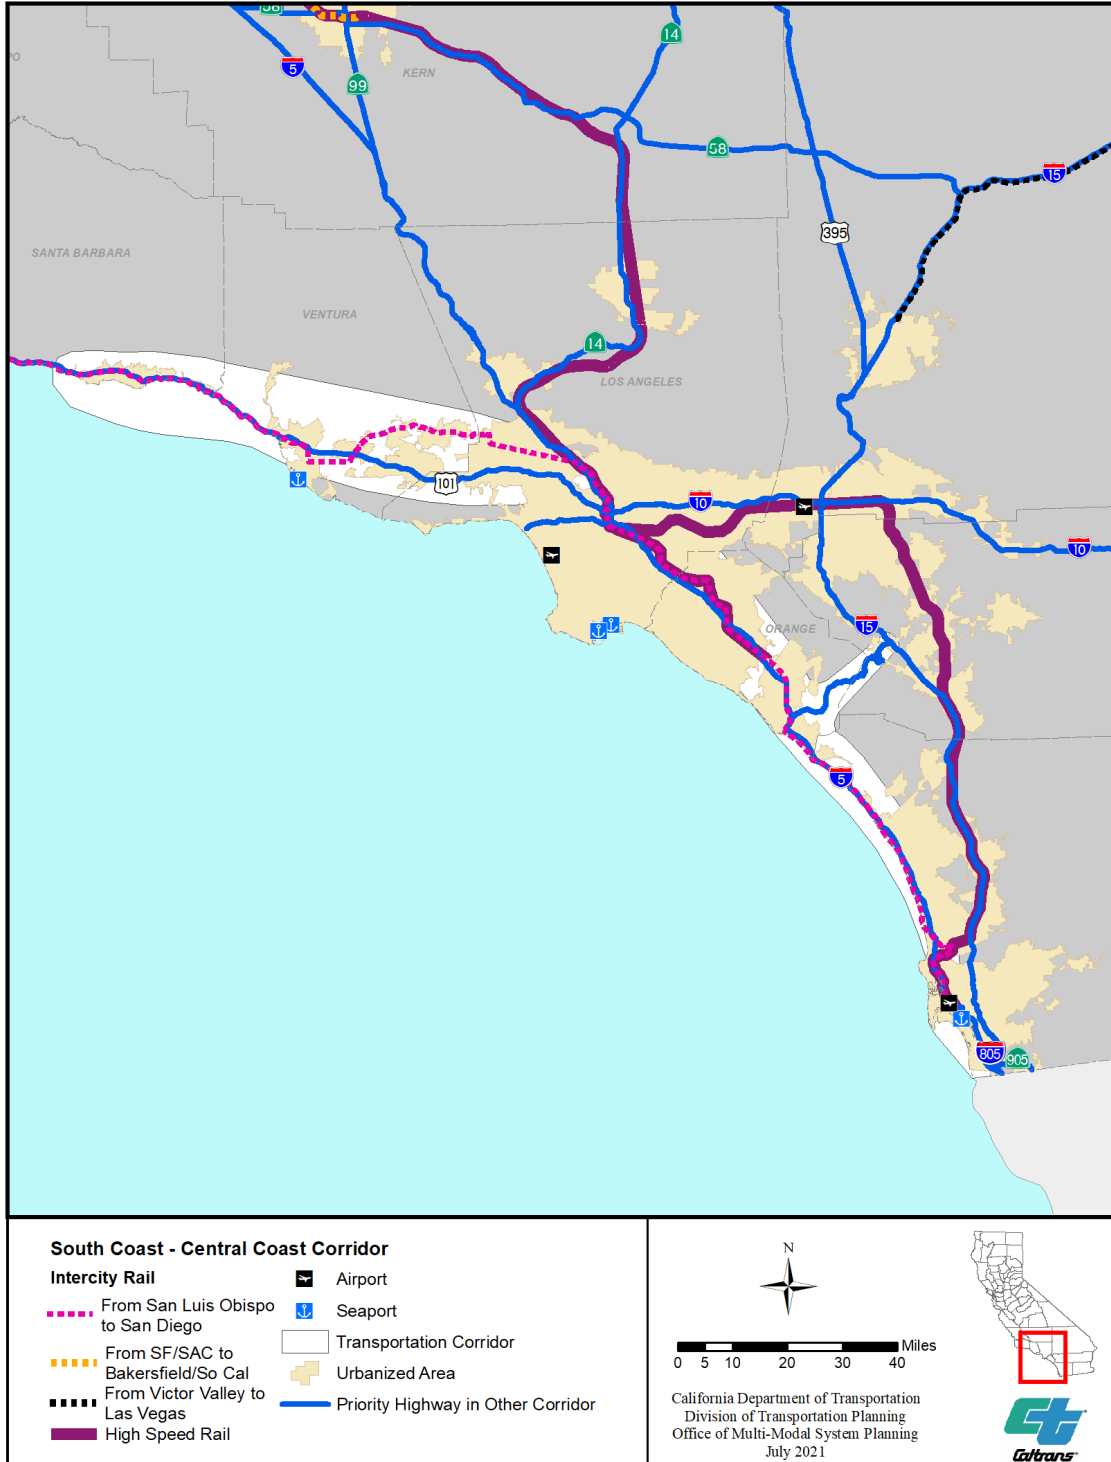 58
14
5
KERN
PO
99
58
15
395
SANTA BARBARA
VENTURA
14
LOS ANGELES
101
10
10
15
ORANGE
5
805
905
South Coast - Central Coast Corridor
Intercity Rail
From San Luis Obispo
to San Diego
From SF/SAC to
Bakersfield/So Cal
From Victor Valley to
Las Vegas
High Speed Rail
Airport
Seaport
Transportation Corridor
Urbanized Area
Priority Highway in Other Corridor
N
Miles
0 5 10 20 30 40
California Department of Transportation
Division of Transportation Planning
Office of Multi-Modal System Planning
July 2021
Caltrans